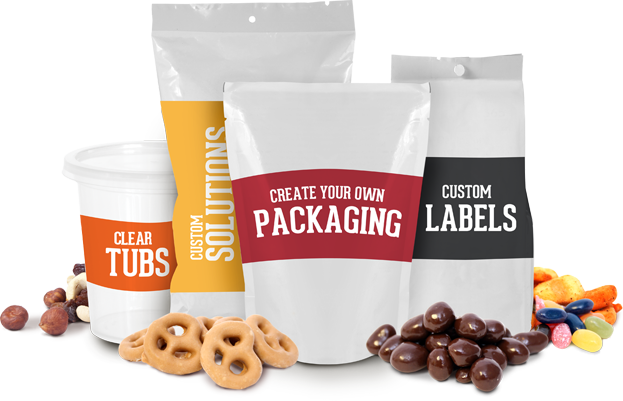 CLEAR
TUBS
CUSTOM
SOLUTIONS
CREATE YOUR OWN
PACKAGING
CUSTOM
LABELS